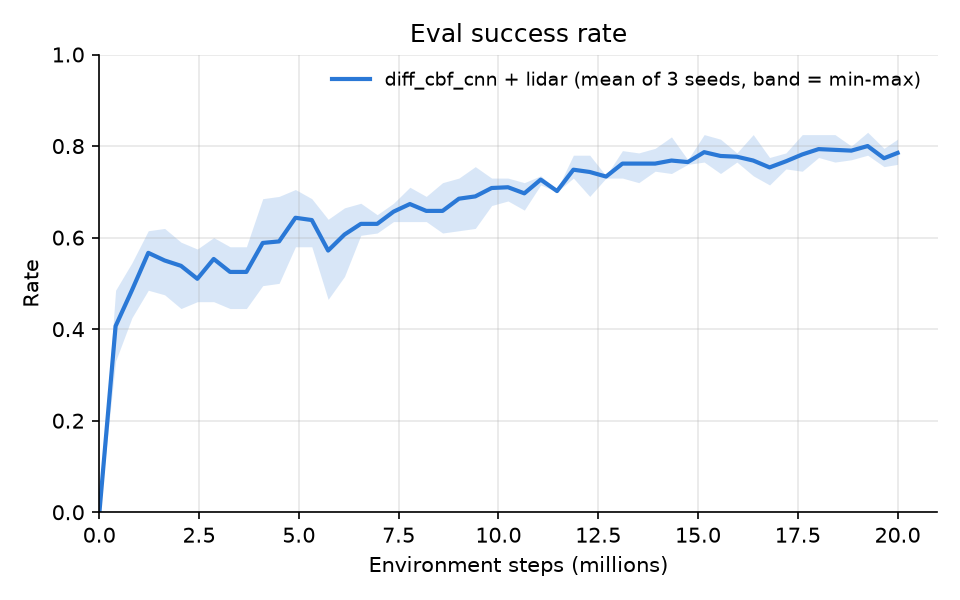 Eval success rate
diff_cbf_cnn + lidar (mean of 3 seeds, band = min-max)
1.0
0.8
0.6
0.4
0.2
0.0
Rate
0.0 2.5 5.0 7.5 10.0 12.5 15.0 17.5 20.0
Environment steps (millions)